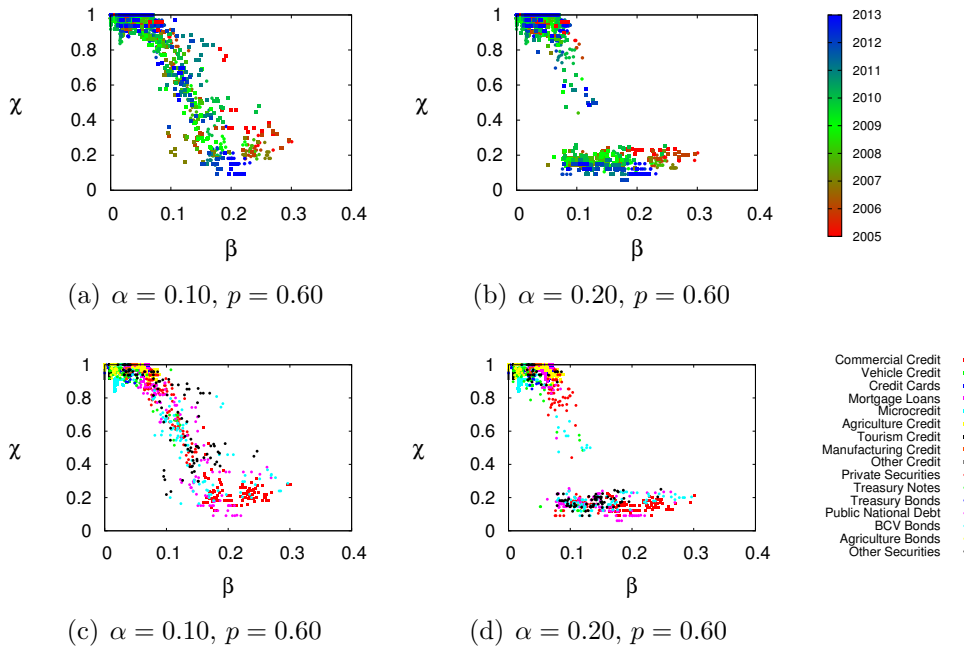 1
0.8
0.6
0.4
0.2
0
χ
0 0.1 0.2 0.3 0.4
β
(a) α = 0.10, p = 0.60
1
0.8
0.6
0.4
0.2
0
χ
0 0.1 0.2 0.3 0.4
β
(b) α = 0.20, p = 0.60
2013
2012
2011
2010
2009
2008
2007
2006
2005
1
0.8
0.6
0.4
0.2
0
χ
0 0.1 0.2 0.3 0.4
β
(c) α = 0.10, p = 0.60
1
0.8
0.6
0.4
0.2
0
χ
0 0.1 0.2 0.3 0.4
β
(d) α = 0.20, p = 0.60
Commercial Credit
Vehicle Credit
Credit Cards
Mortgage Loans
Microcredit
Agriculture Credit
Tourism Credit
Manufacturing Credit
Other Credit
Private Securities
Treasury Notes
Treasury Bonds
Public National Debt
BCV Bonds
Agriculture Bonds
Other Securities